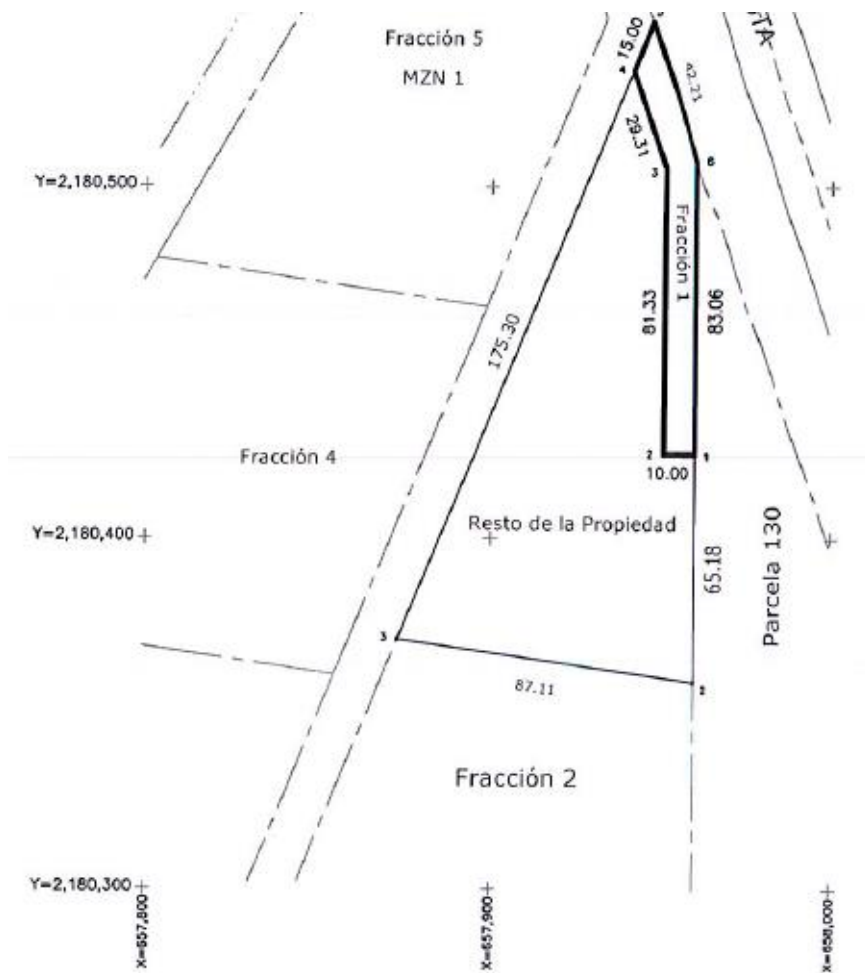 Fracción 5
MZN 1
15.00
42.21
29.31
4
3
6
Y=2,180,500
Fracción 1
81.33
83.06
175.30
Fracción 4
2
1
10.00
Resto de la Propiedad
Y=2,180,400
65.18
Parcela 130
3
87.11
2
Fracción 2
Y=2,180,300
X=657,800
X=657,900
X=658,000